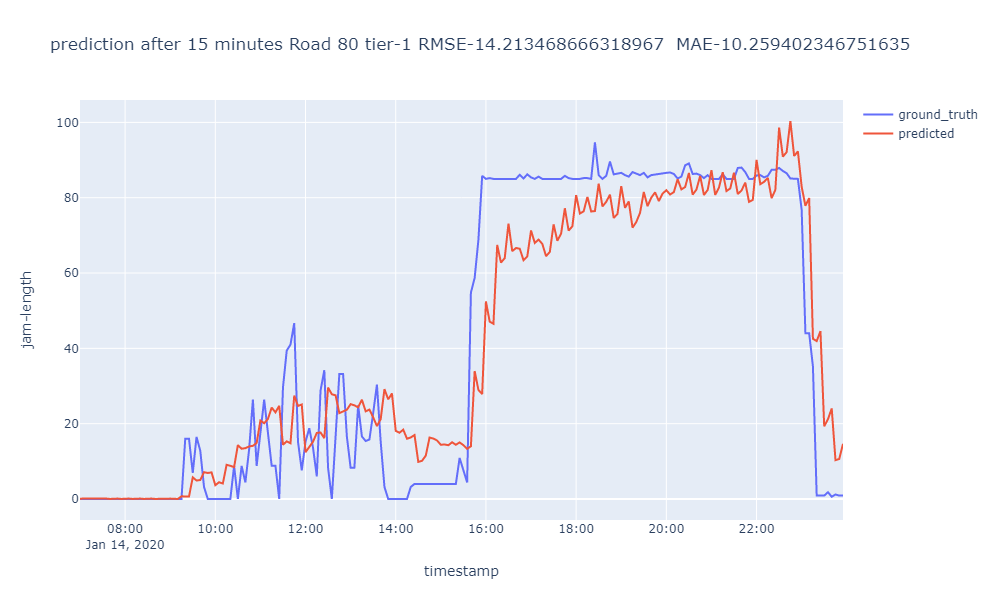 prediction after 15 minutes Road 80 tier-1 RMSE-14.213468666318967  MAE-10.259402346751635
ground_truth
predicted
100
80
60
40
20
0
jam-length
08:00
10:00
12:00
14:00
16:00
18:00
20:00
22:00
Jan 14, 2020
timestamp